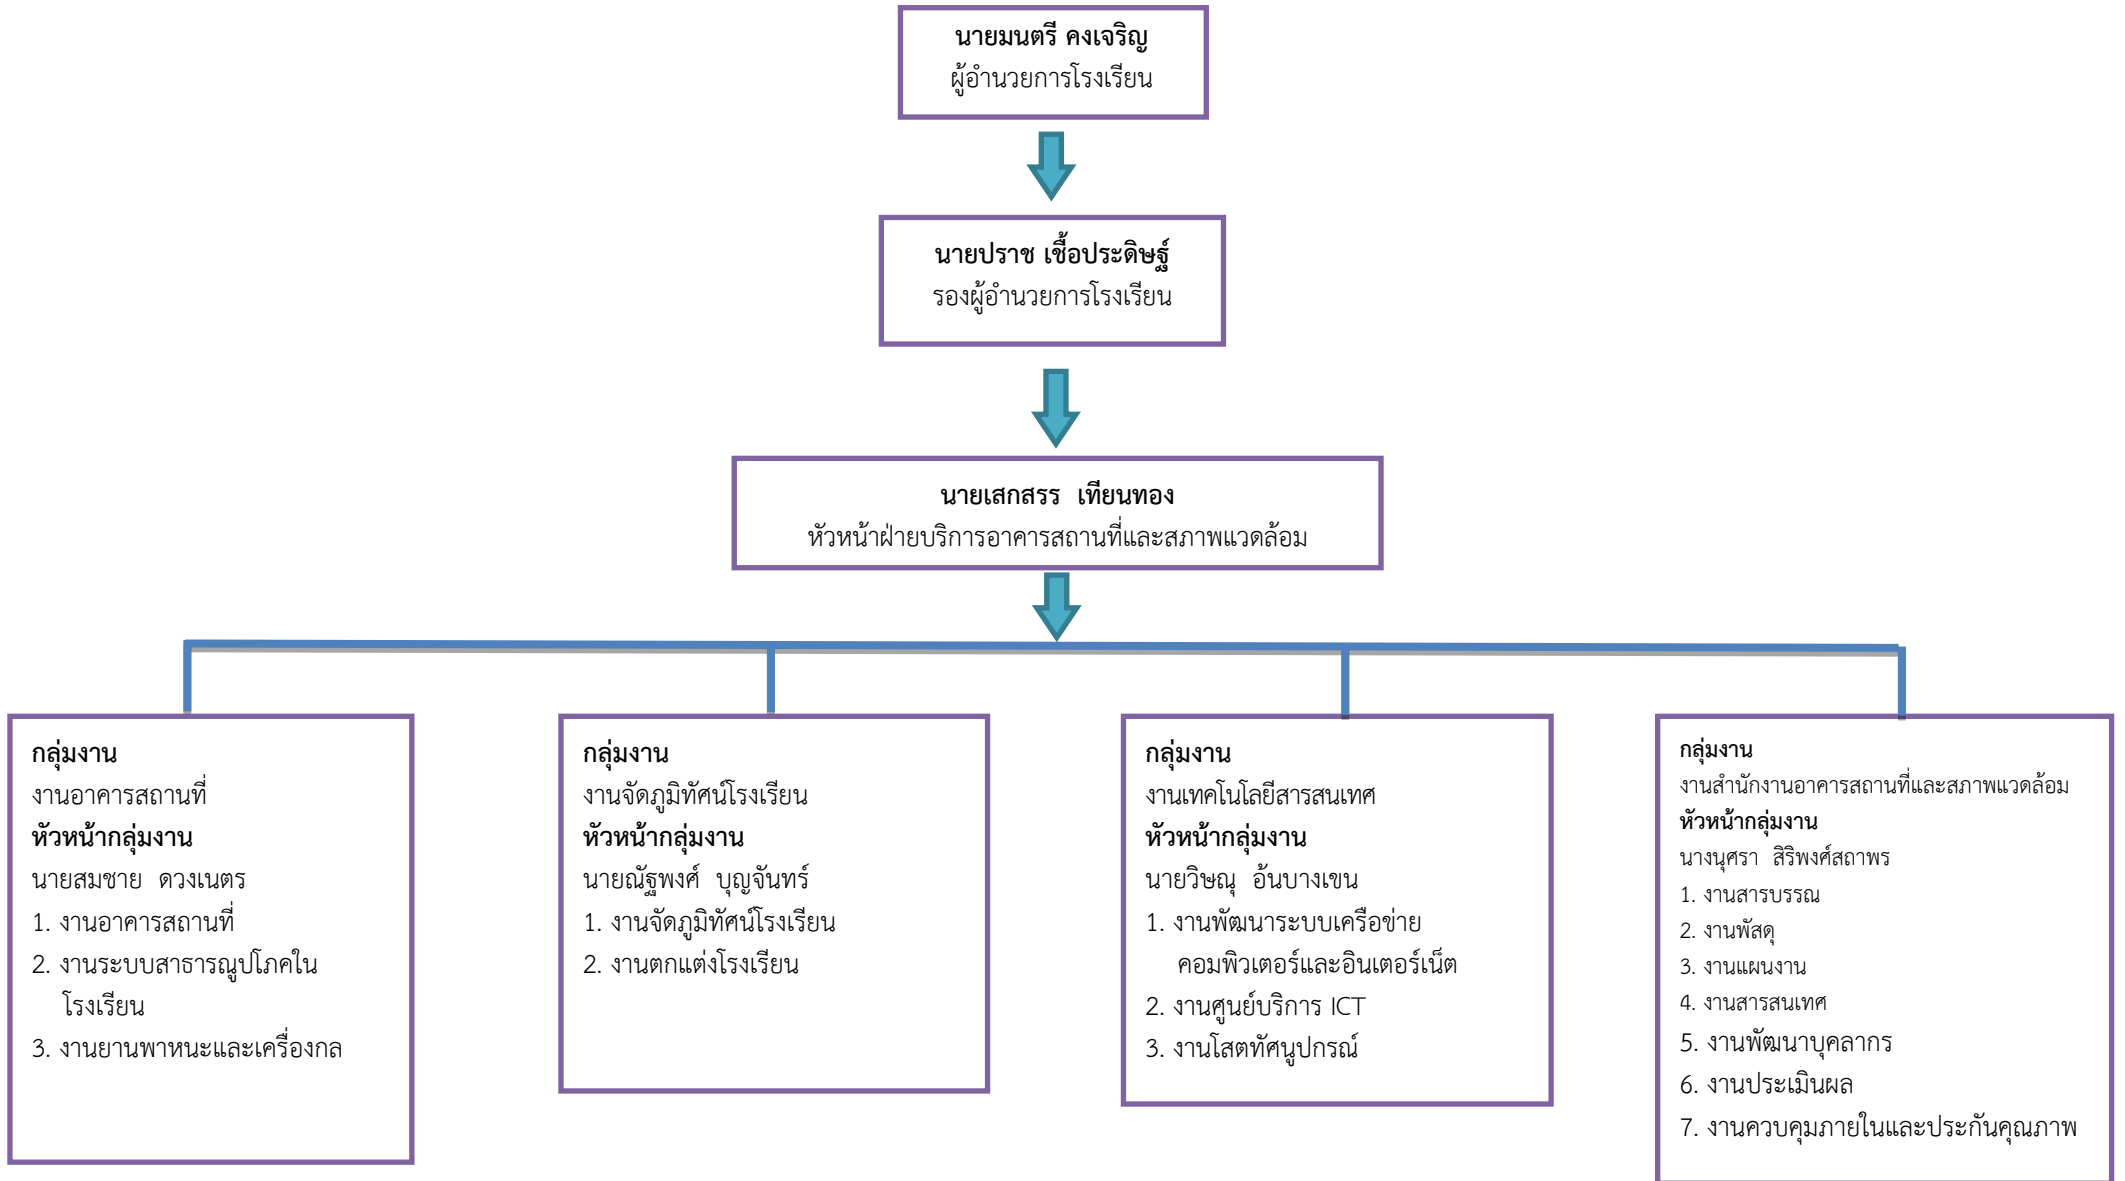 นายมนตรี คงเจริญ
ผู้อำนวยการโรงเรียน
นายปราช เชื้อประดิษฐ์
รองผู้อำนวยการโรงเรียน
นายเสกสรร เทียนทอง
หัวหน้าฝ่ายบริการอาคารสถานที่และสภาพแวดล้อม
กลุ่มงาน
งานอาคารสถานที่
หัวหน้ากลุ่มงาน
นายสมชาย ดวงเนตร
1. งานอาคารสถานที่
2. งานระบบสาธารณูปโภคใน
โรงเรียน
3. งานยานพาหนะและเครื่องกล
กลุ่มงาน
งานจัดภูมิทัศน์โรงเรียน
หัวหน้ากลุ่มงาน
นายณัฐพงศ์ บุญจันทร์
1. งานจัดภูมิทัศน์โรงเรียน
2. งานตกแต่งโรงเรียน
กลุ่มงาน
งานเทคโนโลยีสารสนเทศ
หัวหน้ากลุ่มงาน
นายวิษณุ อ้นบางเขน
1. งานพัฒนาระบบเครือข่าย
คอมพิวเตอร์และอินเตอร์เน็ต
2. งานศูนย์บริการ ICT
3. งานโสตทัศนูปกรณ์
กลุ่มงาน
งานสำนักงานอาคารสถานที่และสภาพแวดล้อม
หัวหน้ากลุ่มงาน
นางนุศรา สิริพงศ์สถาพร
1. งานสารบรรณ
2. งานพัสดุ
3. งานแผนงาน
4. งานสารสนเทศ
5. งานพัฒนาบุคลากร
6. งานประเมินผล
7. งานควบคุมภายในและประกันคุณภาพ